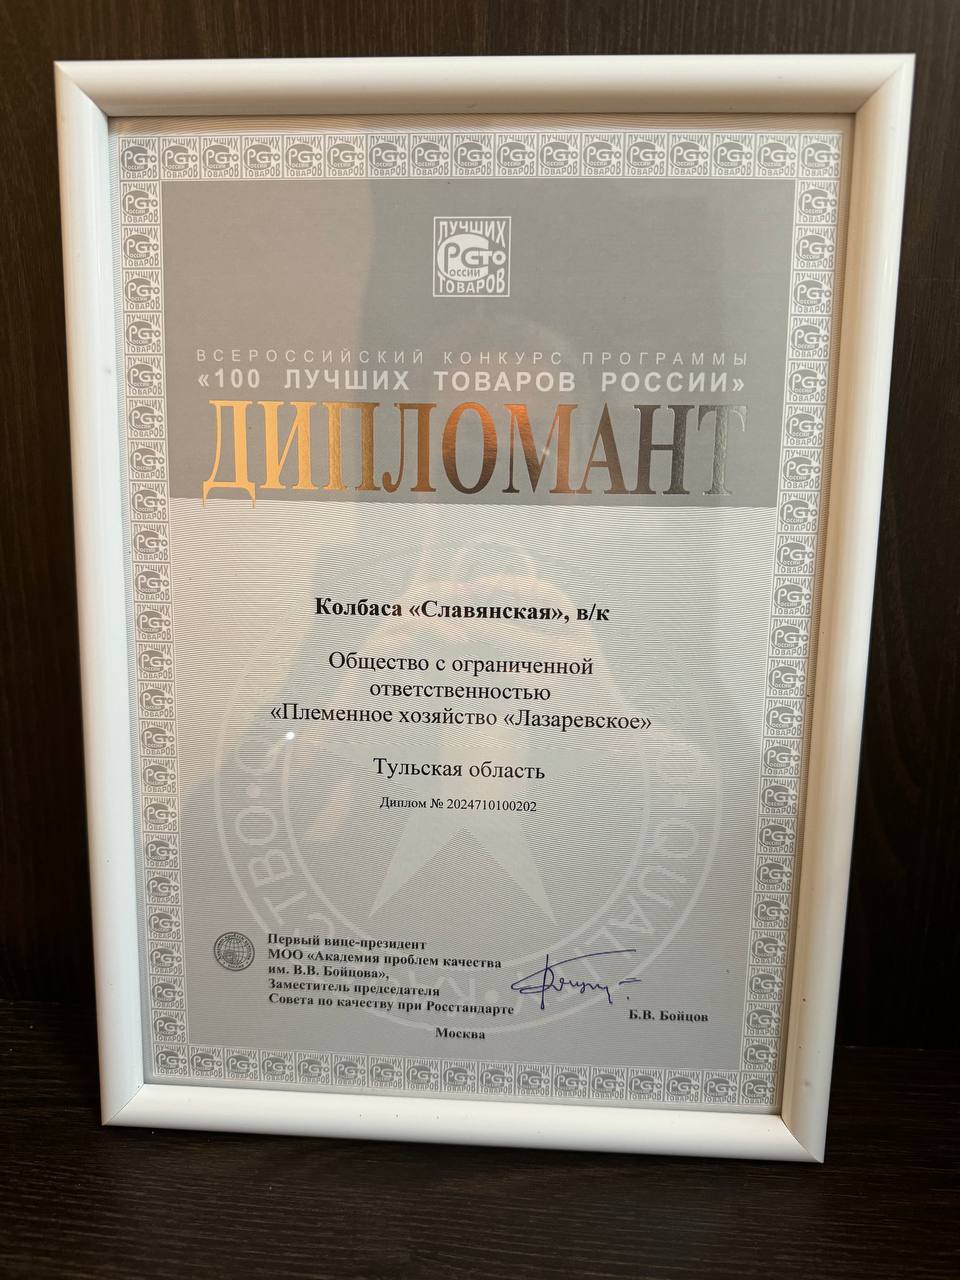 ЛУЧШИХ
РGто
оссии
ТОВАРОВ
ВСЕРОССИЙСКИЙ КОНКУРС ПРОГРАММЫ
«100 ЛУЧШИХ ТОВАРОВ РОССИИ»
ДИПЛОМАНТ
Колбаса «Славянская», в/к
Общество с ограниченной
ответственностью
«Племенное хозяйство «Лазаревское»
Тульская область
Диплом № 2024710100202
Первый вице-президент
МОО «Академия проблем качества
им. В.В. Бойцова»,
Заместитель председателя
Совета по качеству при Росстандарте
Б.В. Бойцов
Москва